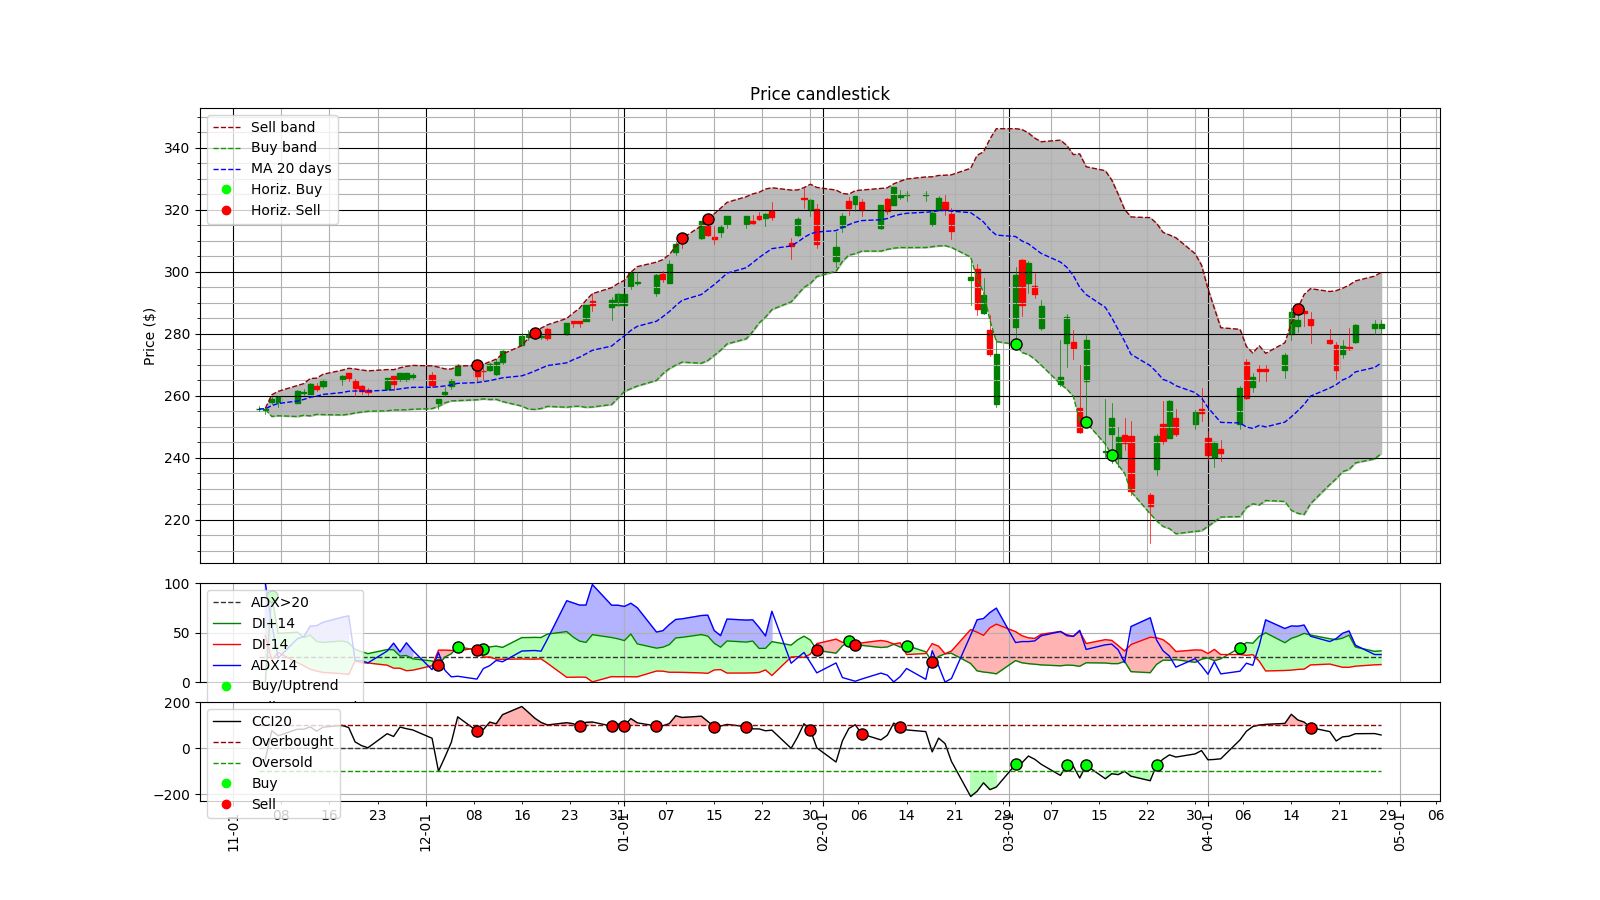 Price candlestick
Price ($)
340
320
300
280
260
240
220
Sell band
Buy band
MA 20 days
Horiz. Buy
Horiz. Sell
100
50
0
ADX>20
DI+14
DI-14
ADX14
Buy/Uptrend
200
0
−200
CCI20
Overbought
Oversold
Buy
Sell
08 16 23 08 16 23 31 07 15 22 30 06 14 21 29 07 15 22 30 06 14 21 29 06
11-01 12-01 01-01 02-01 03-01 04-01 05-01